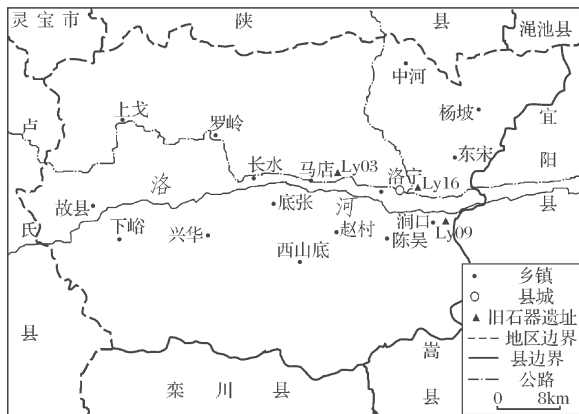 灵宝市
陕
县
渑池县
中河
上戈
杨坡
罗岭
宜
卢
东宋
阳
长水
马店
Ly03
洛宁
Ly16
洛
河
县
故县
底张
涧口
氏
下峪
兴华
赵村
陈吴
Ly09
西山底
乡镇
县城
旧石器遗址
地区边界
县边界
公路
0 8km
县
嵩
县
栾川县